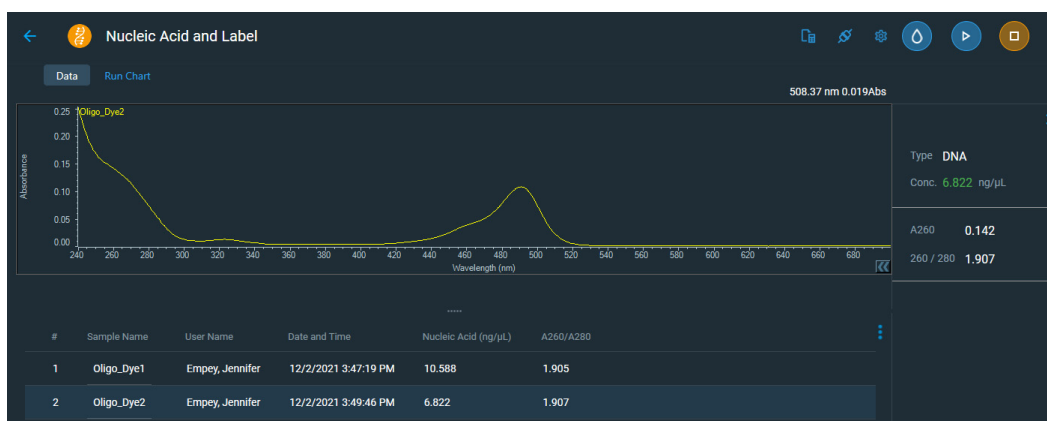 Nucleic Acid and Label
Data Run Chart
508.37 nm 0.019Abs
Oligo_Dye2
0.25
0.20
0.15
0.10
0.05
0.00
Absorbance
240 260 280 300 320 340 360 380 400 420 440 460 480 500 520 540 560 580 600 620 640 660 680
Wavelength (nm)
Type DNA
Conc. 6.822 ng/µL
A260 0.142
260 / 280 1.907
# Sample Name User Name Date and Time Nucleic Acid (ng/µL) A260/A280
1 Oligo_Dye1 Empey, Jennifer 12/2/2021 3:47:19 PM 10.588 1.905
2 Oligo_Dye2 Empey, Jennifer 12/2/2021 3:49:46 PM 6.822 1.907